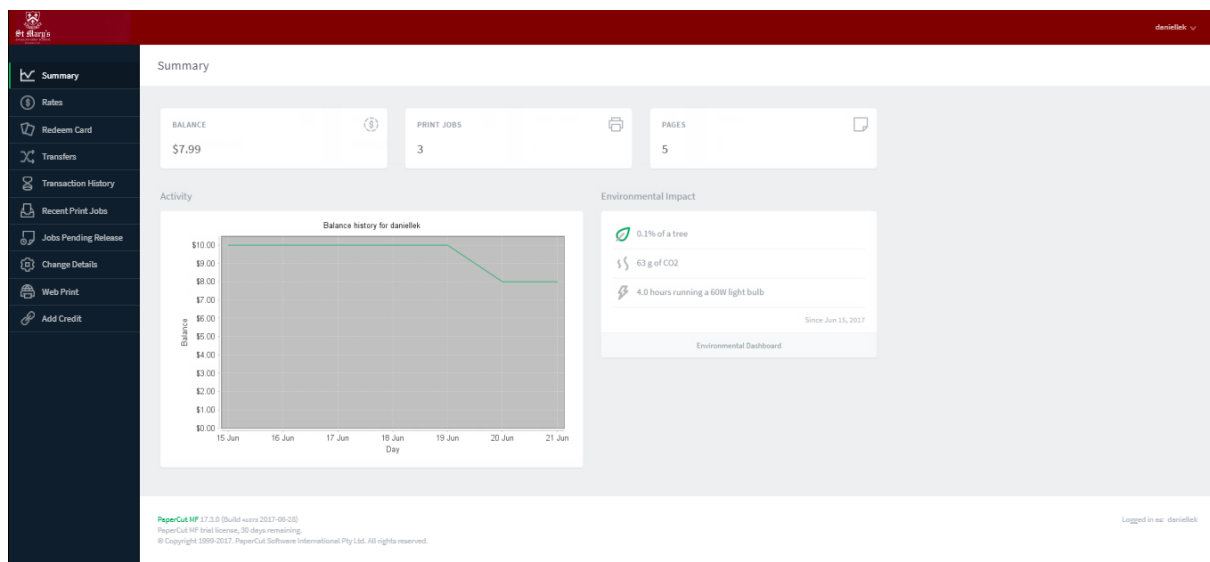 St Mary's
daniellek
Summary
Rates
Redeem Card
Transfers
Transaction History
Recent Print Jobs
Jobs Pending Release
Change Details
Web Print
Add Credit
Summary
BALANCE
$7.99
PRINT JOBS
3
PAGES
5
Activity
Balance history for daniellek
$10.00
$9.00
$8.00
$7.00
$6.00
$5.00
$4.00
$3.00
$2.00
$1.00
$0.00
Balance
15 Jun 16 Jun 17 Jun 18 Jun 19 Jun 20 Jun 21 Jun
Day
Environmental Impact
0.1% of a tree
63 g of CO2
4.0 hours running a 60W light bulb
Since Jun 15, 2017
Environmental Dashboard
PaperCut MF 17.3.0 (Build 2017-06-28)
PaperCut MF trial license, 30 days remaining.
© Copyright 1999-2017. PaperCut Software International Pty Ltd. All rights reserved.
Logged in as: daniellek